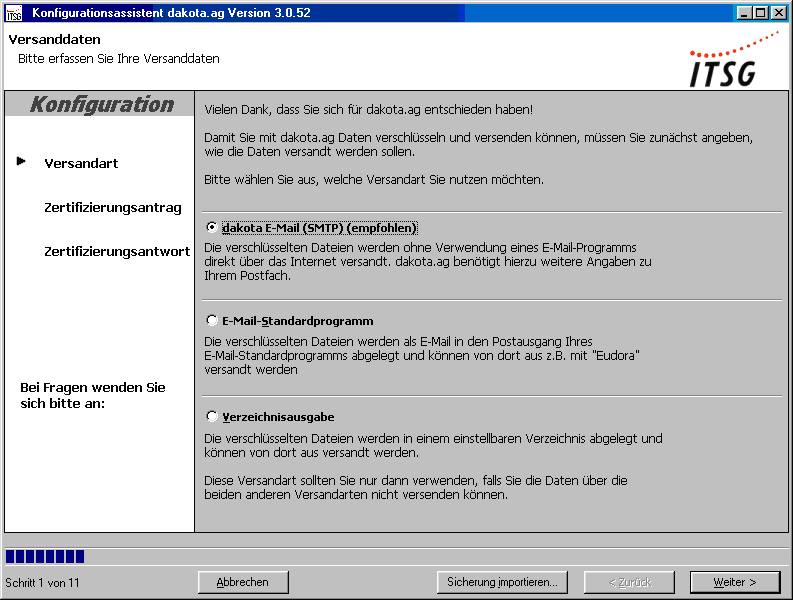 ITSG
Konfigurationsassistent dakota.ag Version 3.0.52
Versanddaten
Bitte erfassen Sie Ihre Versanddaten
ITSG
Konfiguration
Versandart
Zertifizierungsantrag
Zertifizierungsantwort
Bei Fragen wenden Sie
sich bitte an:
Vielen Dank, dass Sie sich für dakota.ag entschieden haben!
Damit Sie mit dakota.ag Daten verschlüsseln und versenden können, müssen Sie zunächst angeben,
wie die Daten versandt werden sollen.
Bitte wählen Sie aus, welche Versandart Sie nutzen möchten.
dakota E-Mail (SMTP) (empfohlen)
Die verschlüsselten Dateien werden ohne Verwendung eines E-Mail-Programms
direkt über das Internet versandt. dakota.ag benötigt hierzu weitere Angaben zu
Ihrem Postfach.
E-Mail-Standardprogramm
Die verschlüsselten Dateien werden als E-Mail in den Postausgang Ihres
E-Mail-Standardprogramms abgelegt und können von dort aus z.B. mit "Eudora"
versandt werden
Verzeichnisausgabe
Die verschlüsselten Dateien werden in einem einstellbaren Verzeichnis abgelegt und
können von dort aus versandt werden.
Diese Versandart sollten Sie nur dann verwenden, falls Sie die Daten über die
beiden anderen Versandarten nicht versenden können.
Schritt 1 von 11
Abbrechen
Sicherung importieren...
< Zurück
Weiter >